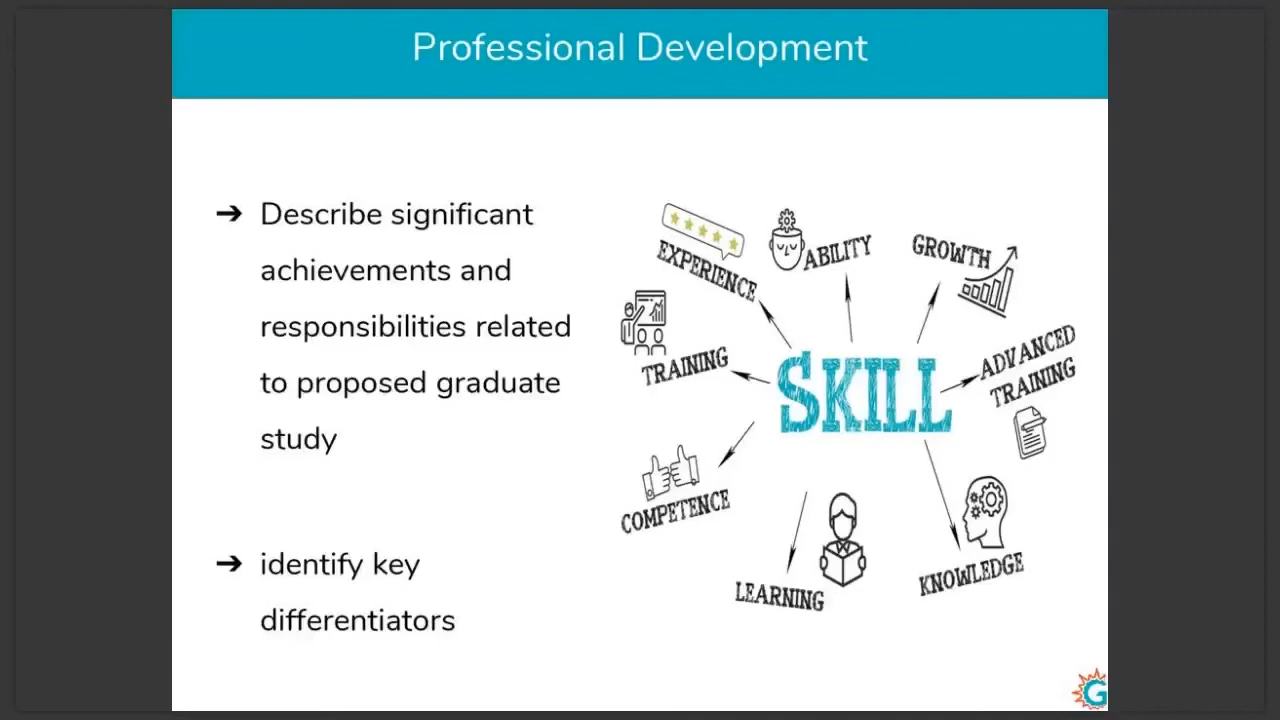 Professional Development
➔ Describe significant
achievements and
responsibilities related
to proposed graduate
study
➔ identify key
differentiators
EXPERIENCE
ABILITY
GROWTH
TRAINING
SKILL
ADVANCED
TRAINING
COMPETENCE
LEARNING
KNOWLEDGE
G